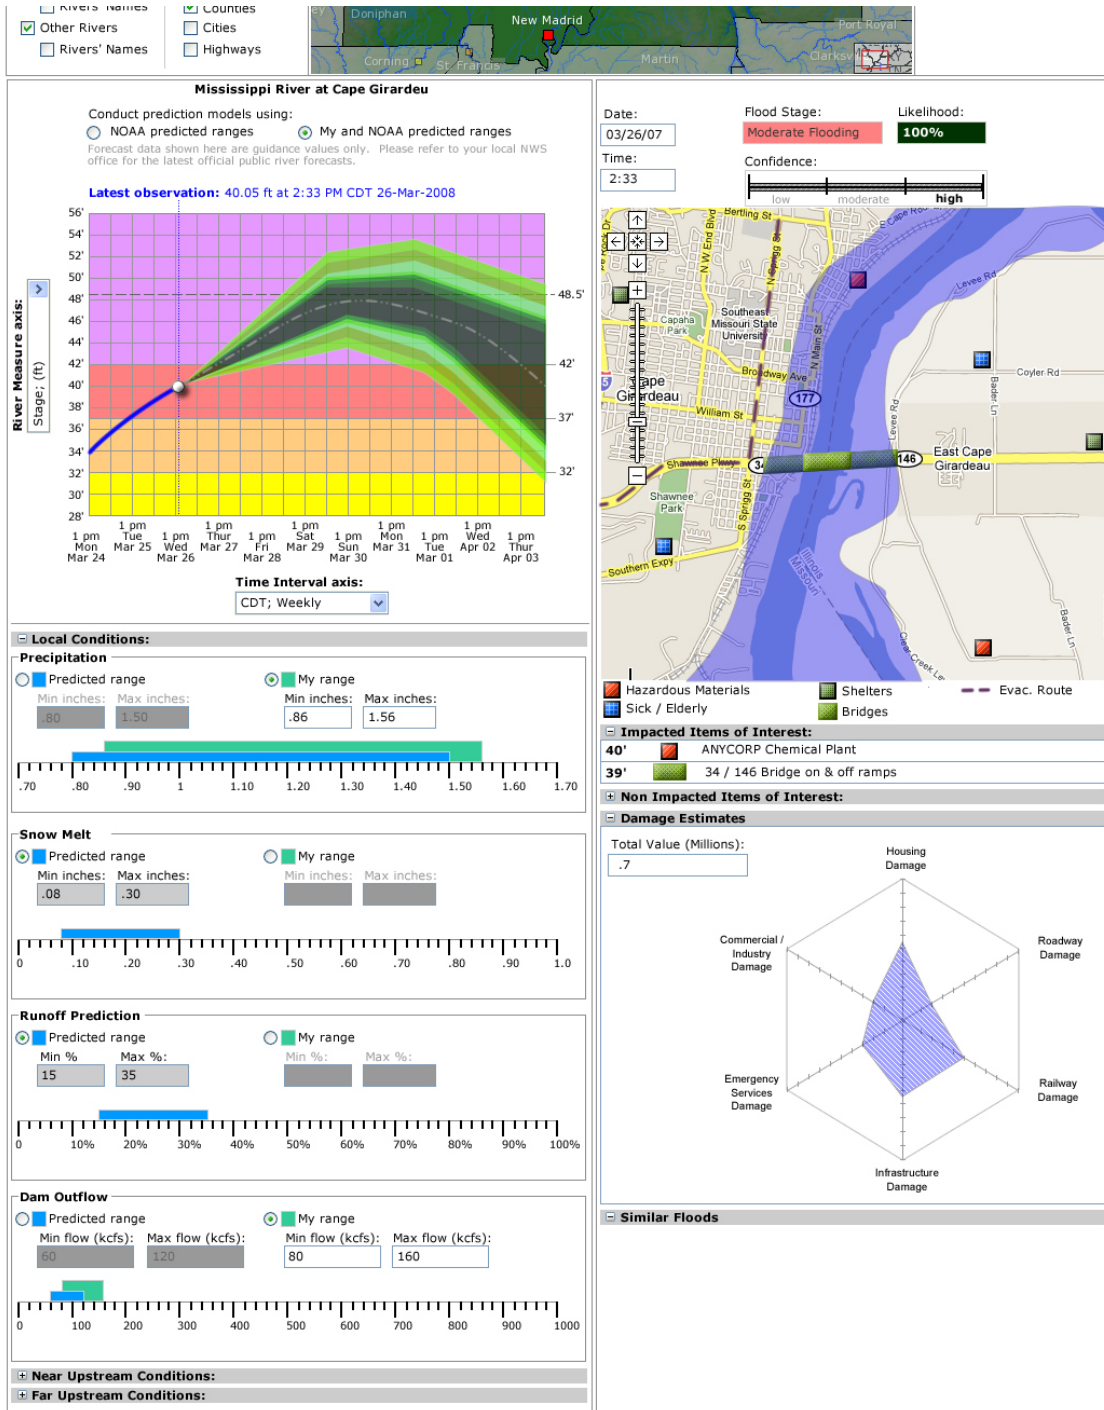 Rivers' Names
Counties
Other Rivers
Cities
Rivers' Names
Highways
Doniphan
New Madrid
Port Royal
Corning
St Francis
Martin
Clarksv
KY
Mississippi River at Cape Girardeu
Conduct prediction models using:
NOAA predicted ranges
My and NOAA predicted ranges
Forecast data shown here are guidance values only. Please refer to your local NWS
office for the latest official public river forecasts.
Latest observation: 40.05 ft at 2:33 PM CDT 26-Mar-2008
River Measure axis:
Stage; (ft)
56'
54'
52'
50'
48'
46'
44'
42'
40'
38'
36'
34'
32'
30'
28'
48.5'
42'
37'
32'
1 pm Mon Mar 24
1 pm Tue Mar 25
1 pm Wed Mar 26
1 pm Thur Mar 27
1 pm Fri Mar 28
1 pm Sat Mar 29
1 pm Sun Mar 30
1 pm Mon Mar 31
1 pm Tue Mar 01
1 pm Wed Apr 02
1 pm Thur Apr 03
Time Interval axis:
CDT; Weekly
Local Conditions:
Precipitation
Predicted range
My range
Min inches:
Max inches:
Min inches:
Max inches:
.80
1.50
.86
1.56
.70 .80 .90 1 1.10 1.20 1.30 1.40 1.50 1.60 1.70
Snow Melt
Predicted range
My range
Min inches:
Max inches:
Min inches:
Max inches:
.08
.30
0 .10 .20 .30 .40 .50 .60 .70 .80 .90 1.0
Runoff Prediction
Predicted range
My range
Min %
Max %:
Min %:
Max %:
15
35
0 10% 20% 30% 40% 50% 60% 70% 80% 90% 100%
Dam Outflow
Predicted range
My range
Min flow (kcfs):
Max flow (kcfs):
Min flow (kcfs):
Max flow (kcfs):
60
120
80
160
0 100 200 300 400 500 600 700 800 900 1000
Near Upstream Conditions:
Far Upstream Conditions:
Date:
03/26/07
Time:
2:33
Flood Stage:
Moderate Flooding
Likelihood:
100%
Confidence:
low
moderate
high
Bertling St
E Cape Ro
Levee Rd
N W End Blvd
N Sprigg St
Capaha
Park
Southeast
Missouri State
University
N Main St
Broadway Ave
Cape
Girardeau
William St
177
Levee Rd
Coyler Rd
Bader Ln
Shawnee Pkwy
34
146
East Cape
Girardeau
Shawnee
Park
S Sprigg St
Southern Expy
Illinois
Missouri
Bader Ln
Clear Creek Le
Hazardous Materials
Shelters
Evac. Route
Sick / Elderly
Bridges
Impacted Items of Interest:
40' ANYCORP Chemical Plant
39' 34 / 146 Bridge on & off ramps
Non Impacted Items of Interest:
Damage Estimates
Total Value (Millions):
.7
Housing
Damage
Commercial /
Industry
Damage
Roadway
Damage
Emergency
Services
Damage
Railway
Damage
Infrastructure
Damage
Similar Floods